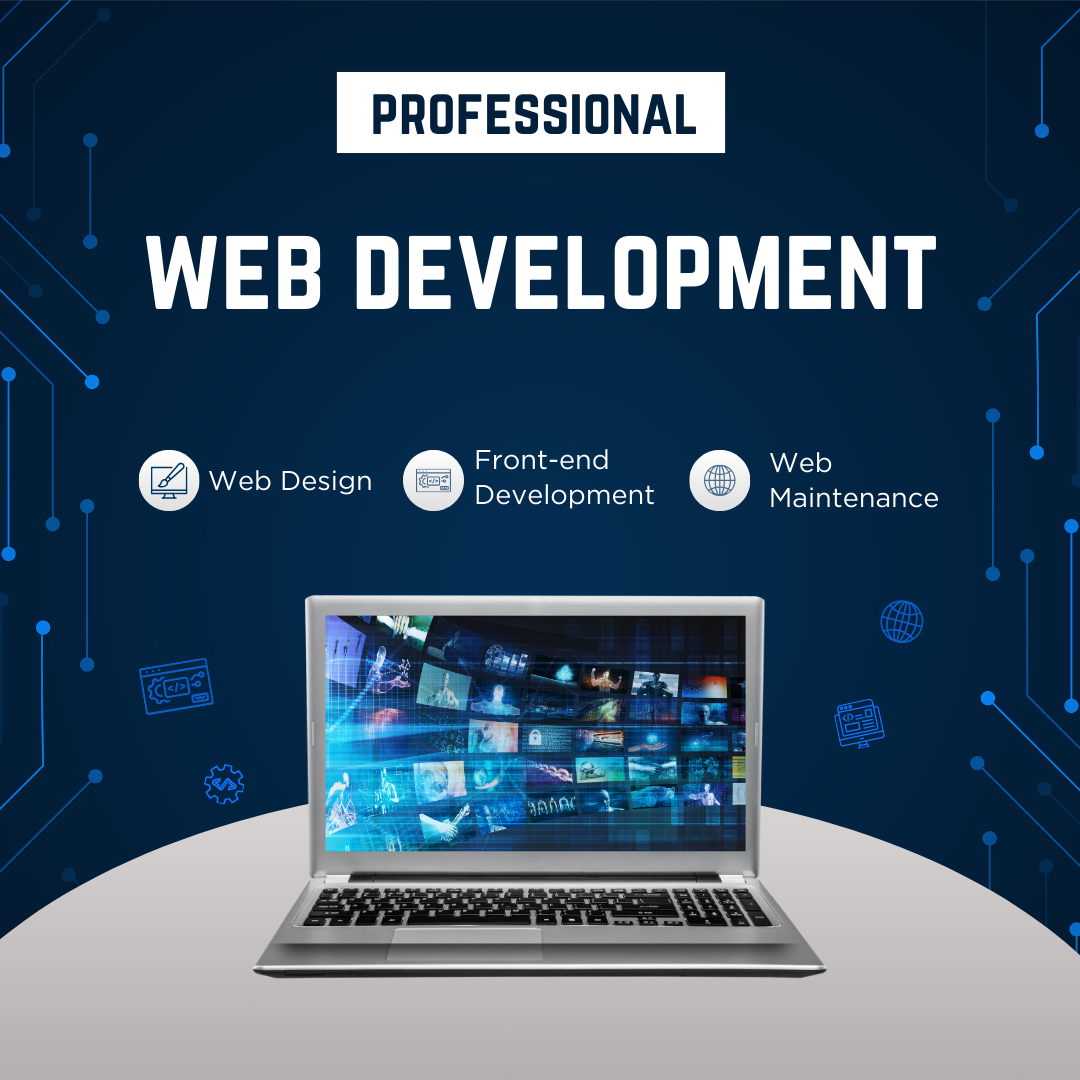 PROFESSIONAL
WEB DEVELOPMENT
Web Design
Front-end
Development
Web
Maintenance